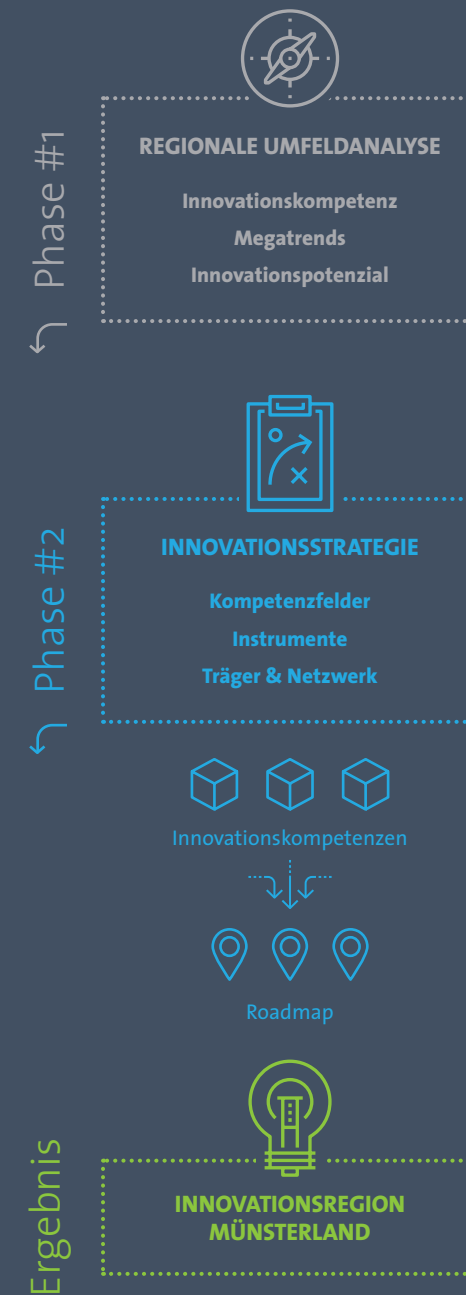 Phase #1
REGIONALE UMFELDANALYSE
Innovationskompetenz
Megatrends
Innovationspotenzial
Phase #2
INNOVATIONSSTRATEGIE
Kompetenzfelder
Instrumente
Träger & Netzwerk
Innovationskompetenzen
Roadmap
Ergebnis
INNOVATIONSREGION
MÜNSTERLAND